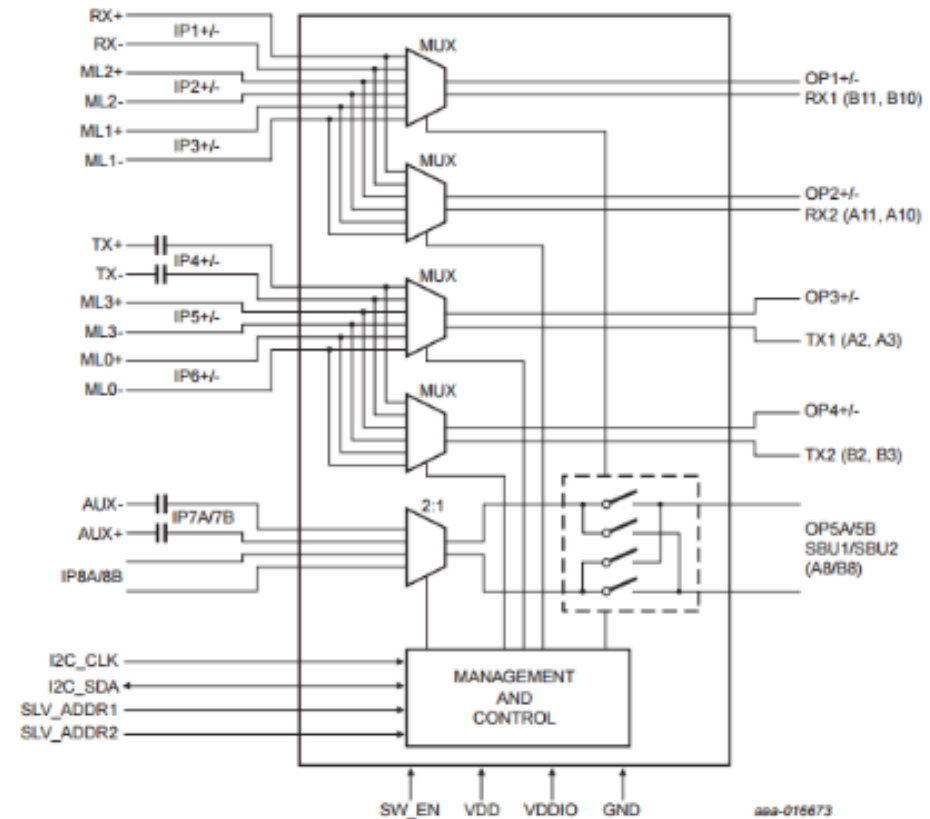 RX+
IP1+/-
RX-
ML2+
IP2+/-
ML2-
ML1+
IP3+/-
ML1-
TX+
IP4+/-
TX-
ML3+
IP5+/-
ML3-
ML0+
IP6+/-
ML0-
AUX-
IP7A/7B
AUX+
IP8A/8B
I2C_CLK
I2C_SDA
SLV_ADDR1
SLV_ADDR2
MUX
MUX
MUX
MUX
2:1
MANAGEMENT
AND
CONTROL
OP1+/-
RX1 (B11, B10)
OP2+/-
RX2 (A11, A10)
OP3+/-
TX1 (A2, A3)
OP4+/-
TX2 (B2, B3)
OP5A/5B
SBU1/SBU2
(A8/B8)
SW_EN VDD VDDIO GND
aaa-016673